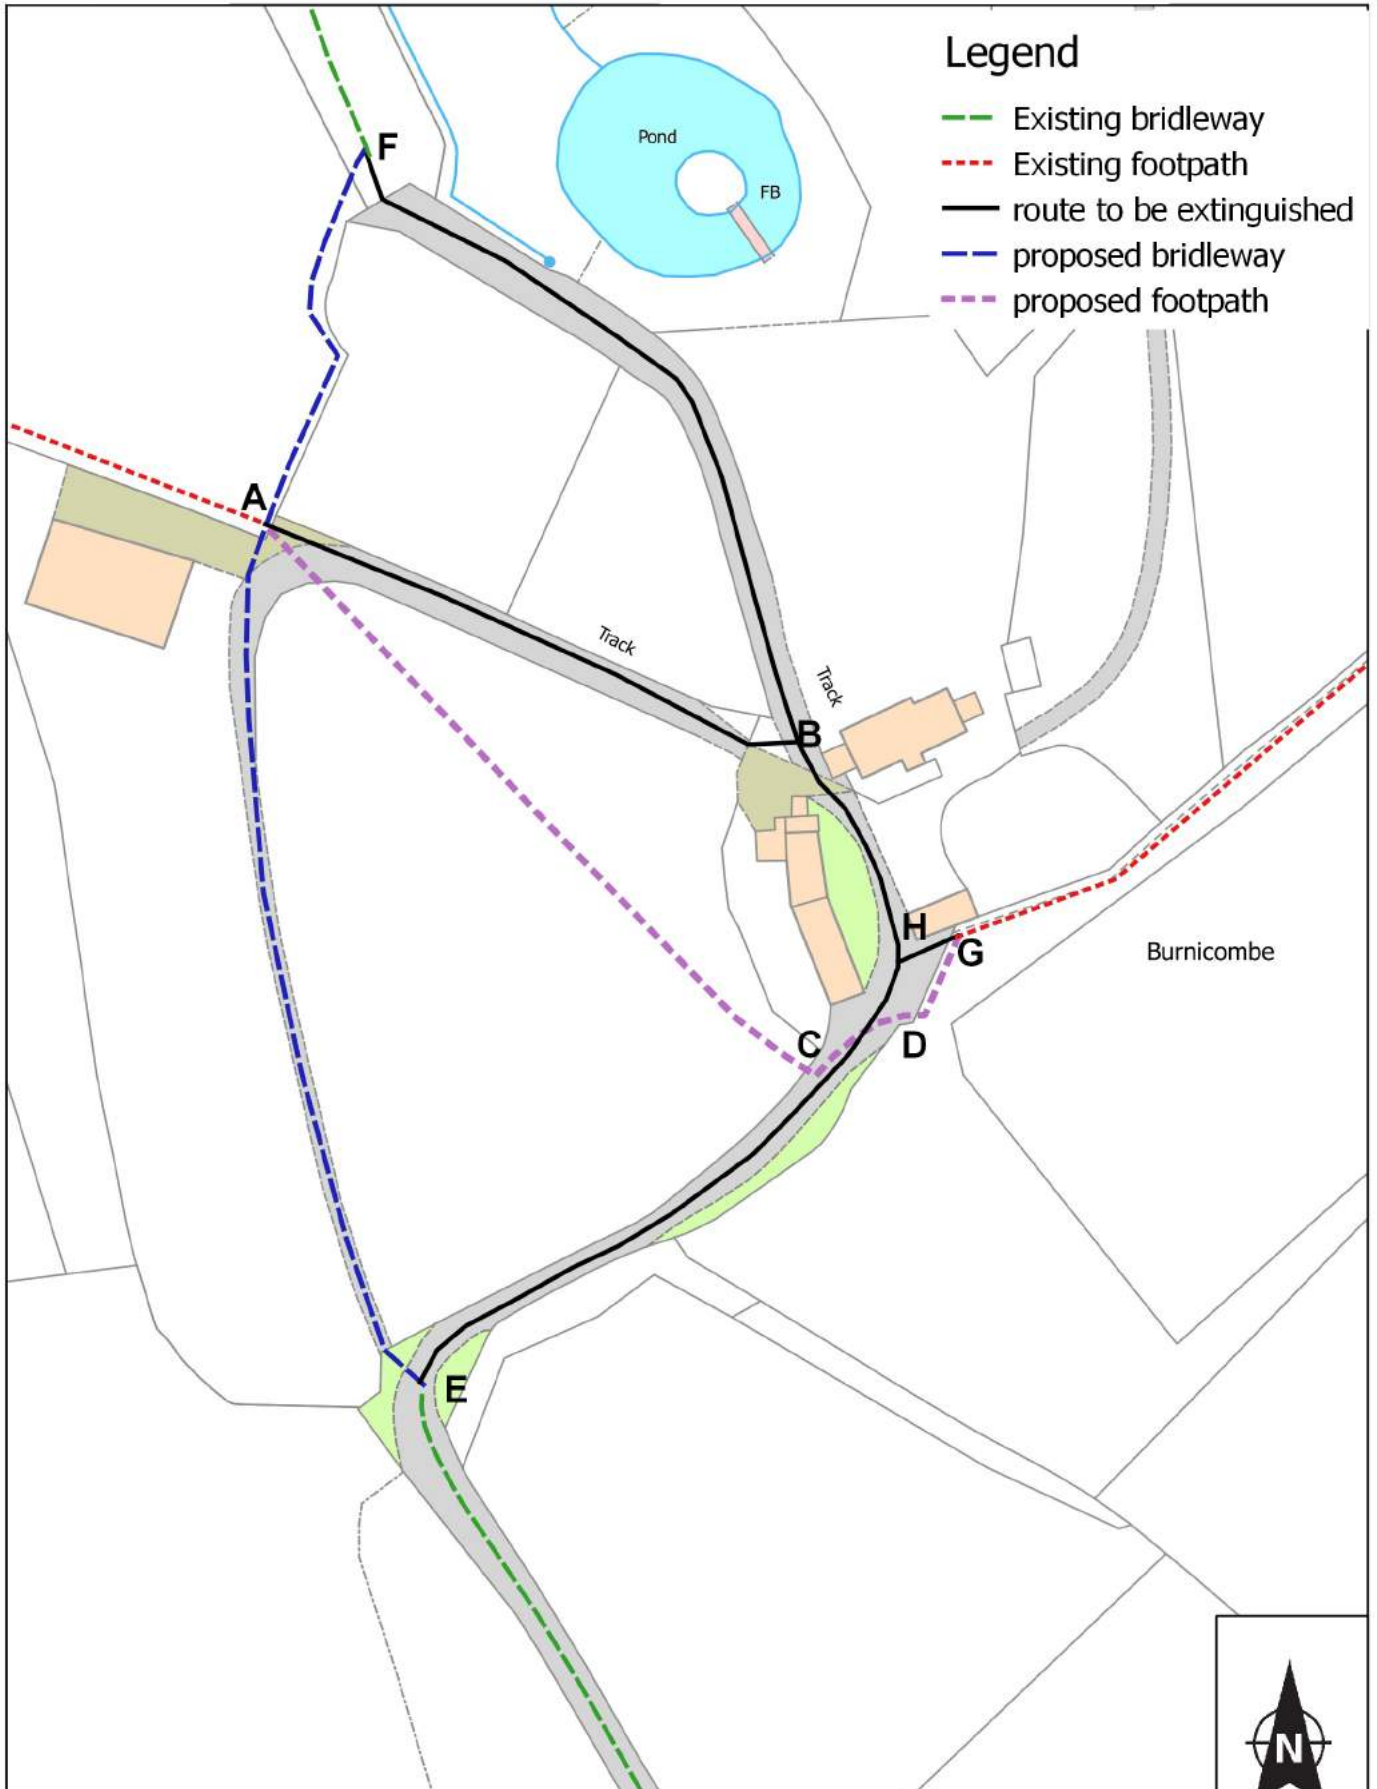 Legend
Existing bridleway
Existing footpath
route to be extinguished
proposed bridleway
proposed footpath
F
Pond
FB
A
Track
Track
B
H
G
Burnicombe
C
D
E
N